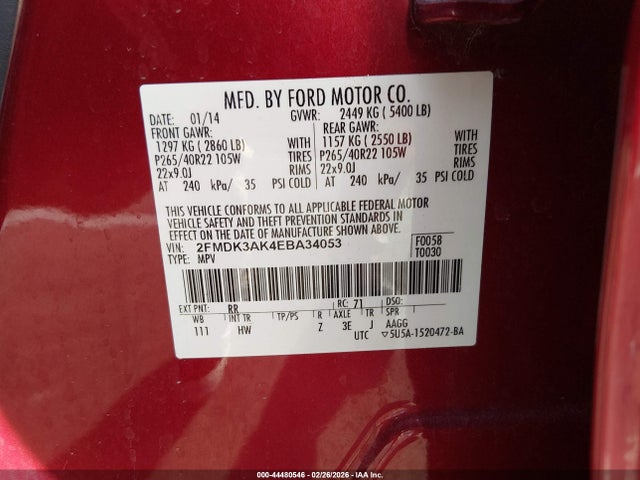 MFD. BY FORD MOTOR CO.
DATE: 01/14 GVWR: 2449 KG ( 5400 LB)
FRONT GAWR: REAR GAWR:
1297 KG ( 2860 LB) WITH 1157 KG ( 2550 LB) WITH
P265/40R22 105W TIRES P265/40R22 105W TIRES
22x9.0J RIMS 22x9.0J RIMS
AT 240 kPa/ 35 PSI COLD AT 240 kPa/ 35 PSI COLD
THIS VEHICLE CONFORMS TO ALL APPLICABLE FEDERAL MOTOR
VEHICLE SAFETY AND THEFT PREVENTION STANDARDS IN
EFFECT ON THE DATE OF MANUFACTURE SHOWN ABOVE.
VIN: 2FMDK3AK4EBA34053 F0058
TYPE: MPV T0030
EXT PNT: RR RC: 71 DSO:
WB INT TR TP/PS R AXLE TR SPR
111 HW Z 3E J AAGG
UTC ▽5U5A-1520472-BA
000-44480546 - 02/26/2026 - IAA Inc.